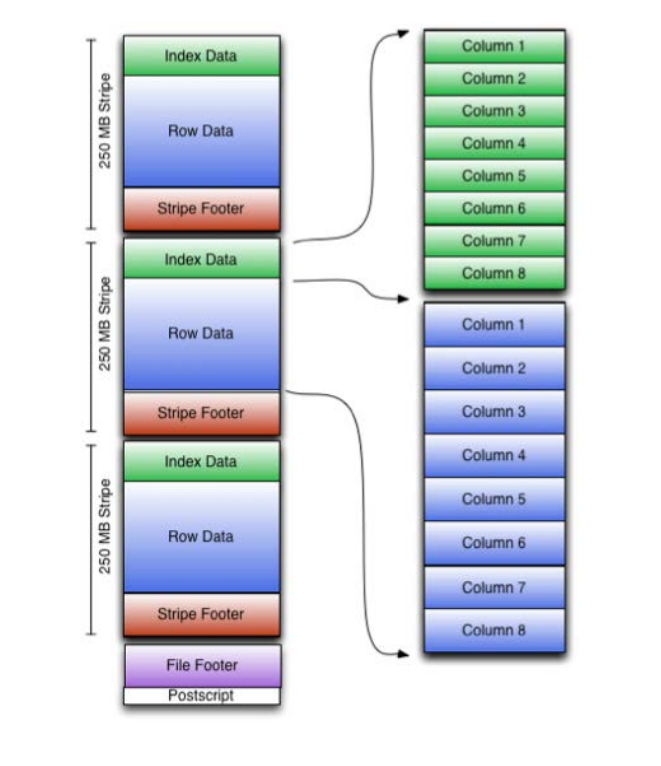 250 MB Stripe
Index Data
Row Data
Stripe Footer
250 MB Stripe
Index Data
Row Data
Stripe Footer
250 MB Stripe
Index Data
Row Data
Stripe Footer
File Footer
Postscript
Column 1
Column 2
Column 3
Column 4
Column 5
Column 6
Column 7
Column 8
Column 1
Column 2
Column 3
Column 4
Column 5
Column 6
Column 7
Column 8